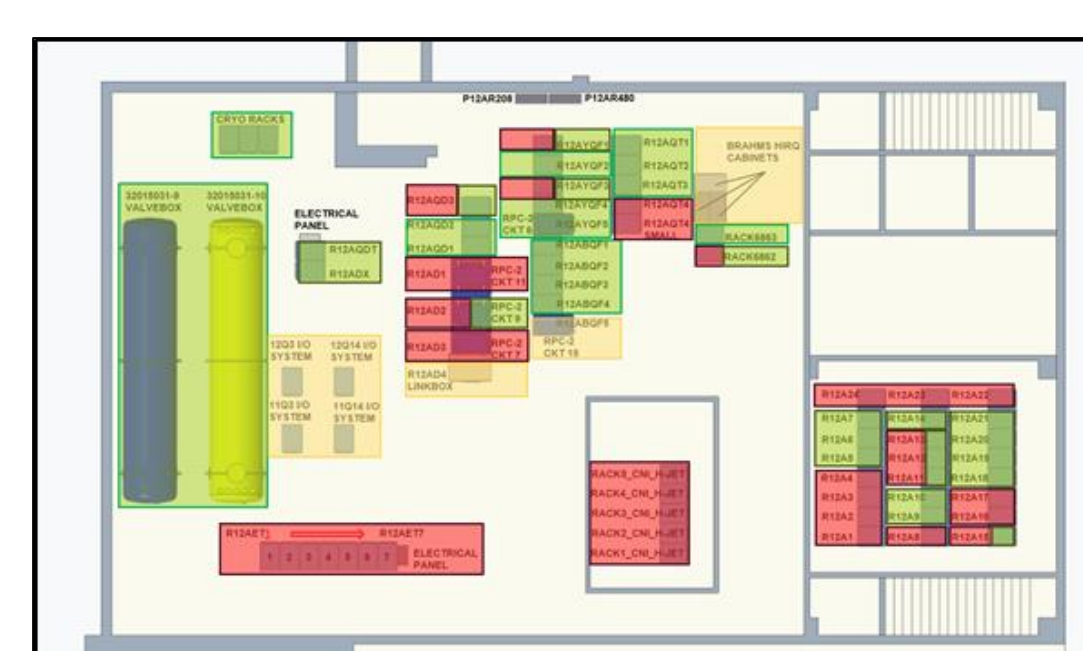 P12AR208 P12AR480
CRYO RACKS
32015031-9 VALVEBOX
32015031-10 VALVEBOX
ELECTRICAL PANEL
R12AQDT
R12ADX
R12AQD3
R12AQD2
R12AQD1
R12AD1 RPC-2 CKT 11
R12AD2 RPC-2 CKT 9
R12AD3 RPC-2 CKT 7
R12AD4 LINKBOX
R12AYQF1
R12AYQF2
R12AYQF3
R12AYQF4
R12AYQF5
RPC-2
R12ABQF1
R12ABQF2
R12ABQF3
R12ABQF4
R12ABQF5
RPC-2
CKT 15
R12AQT1
R12AQT2
R12AQT3
R12AQT4
R12AQT4
SMALL
BRAHMS HIRQ
CABINETS
RACK6863
RACK6862
12Q3 I/O SYSTEM
12Q14 I/O SYSTEM
11Q3 I/O SYSTEM
11Q14 I/O SYSTEM
R12AET1 R12AET7
1 2 3 4 5 6 7 ELECTRICAL PANEL
RACK5_CNI_H-JET
RACK4_CNI_H-JET
RACK3_CNI_H-JET
RACK2_CNI_H-JET
RACK1_CNI_H-JET
R12A24 R12A23 R12A22
R12A7 R12A14 R12A21
R12A6 R12A13 R12A20
R12A5 R12A12 R12A19
R12A4 R12A11 R12A18
R12A3 R12A10 R12A17
R12A2 R12A9 R12A16
R12A1 R12A8 R12A15